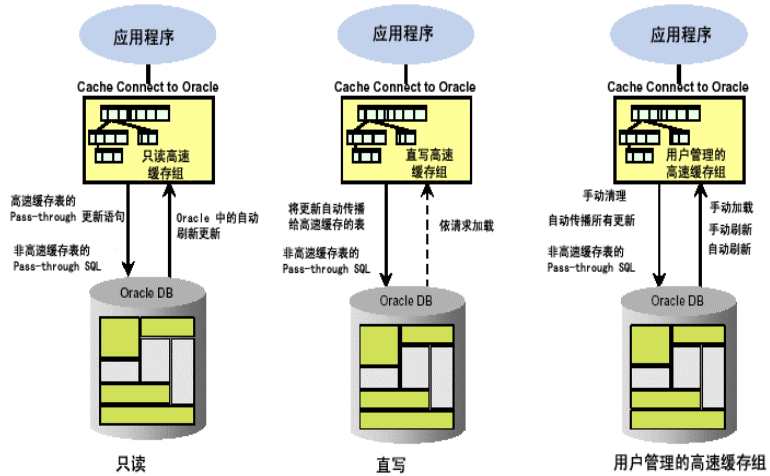 应用程序
Cache Connect to Oracle
只读高速
缓存组
高速缓存表的
Pass-through 更新语句
非高速缓存表的
Pass-through SQL
Oracle 中的自动
刷新更新
Oracle DB
只读
应用程序
Cache Connect to Oracle
直写高速
缓存组
将更新自动传播
给高速缓存的表
非高速缓存表的
Pass-through SQL
依请求加载
Oracle DB
直写
应用程序
Cache Connect to Oracle
用户管理的
高速缓存组
手动清理
自动传播所有更新
非高速缓存表的
Pass-through SQL
手动加载
手动刷新
自动刷新
Oracle DB
用户管理的高速缓存组